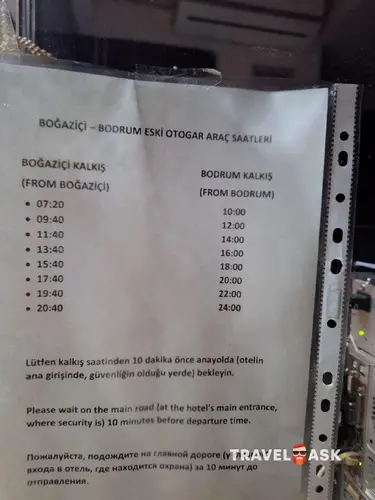 BOĞAZİÇİ – BODRUM ESKİ OTOGAR ARAÇ SAATLERİ
BOĞAZİÇİ KALKIŞ
(FROM BOĞAZİÇİ)
• 07:20
• 09:40
• 11:40
• 13:40
• 15:40
• 17:40
• 19:40
• 20:40
BODRUM KALKIŞ
(FROM BODRUM)
10:00
12:00
14:00
16:00
18:00
20:00
22:00
24:00
Lütfen kalkış saatinden 10 dakika önce anayolda (otelin
ana girişinde, güvenliğin olduğu yerde) bekleyin.
Please wait on the main road (at the hotel's main entrance,
where security is) 10 minutes before departure time.
Пожалуйста, подождите на главной дороге (у
входа в отель, где находится охрана) за 10 минут до
отправления.
TRAVEL ASK